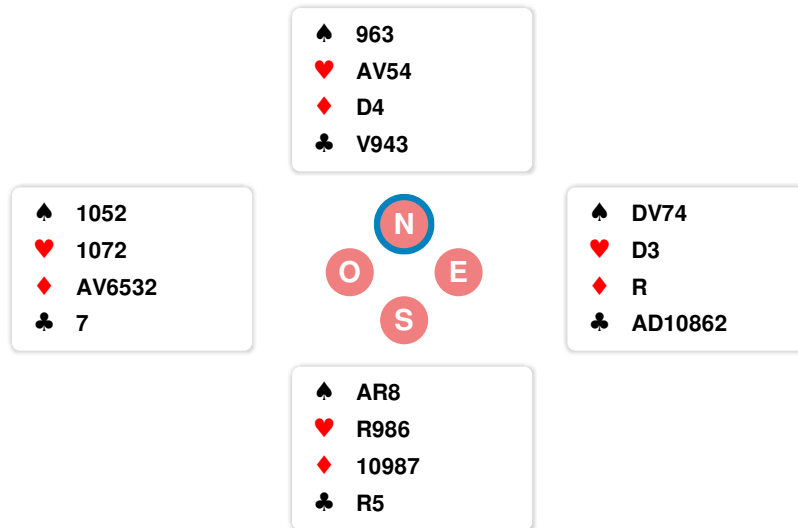 ♠ 963
♥ AV54
♦ D4
♣ V943
♠ 1052
♥ 1072
♦ AV6532
♣ 7
N
O E
S
♠ DV74
♥ D3
♦ R
♣ AD10862
♠ AR8
♥ R986
♦ 10987
♣ R5